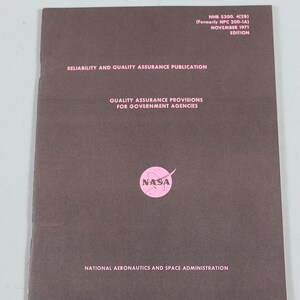 NHB 5300.4(2B)
(Formerly NPC 200-1A)
NOVEMBER 1971
EDITION
RELIABILITY AND QUALITY ASSURANCE PUBLICATION
QUALITY ASSURANCE PROVISIONS
FOR GOVERNMENT AGENCIES
NASA
NATIONAL AERONAUTICS AND SPACE ADMINISTRATION